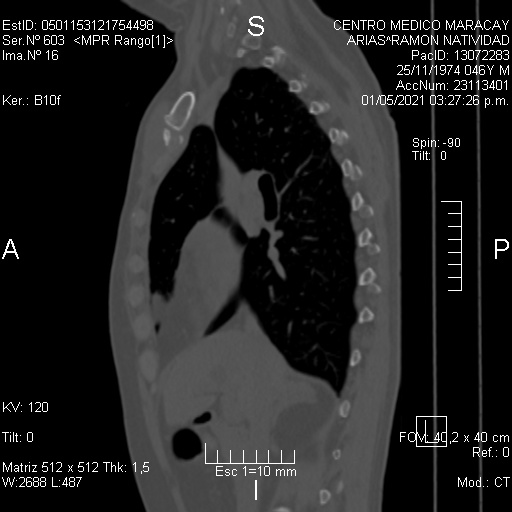 EstID: 0501153121754498
Ser.Nº 603 <MPR Rango[1]>
Ima.Nº 16
Ker.: B10f
S
CENTRO MEDICO MARACAY
ARIAS^RAMON NATIVIDAD
PacID: 13072283
25/11/1974 046Y M
AccNum: 23113401
01/05/2021 03:27:26 p.m.
Spin: -90
Tilt: 0
A
P
KV: 120
Tilt: 0
Matriz 512 x 512 Thk: 1,5
W:2688 L:487
Esc 1=10 mm
I
FOM: 40,2 x 40 cm
Ref.: 0
Mod.: CT